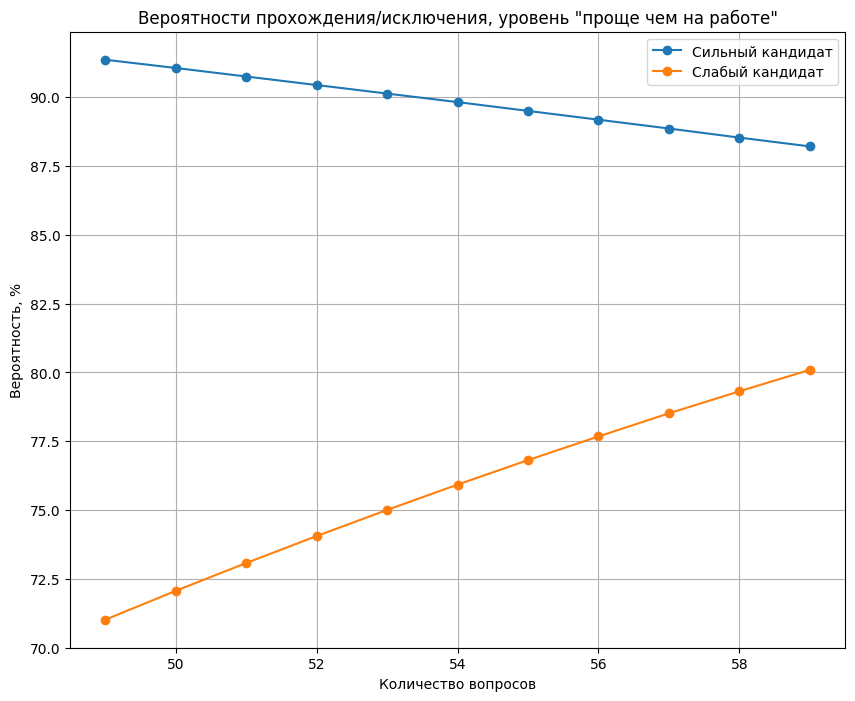 Вероятности прохождения/исключения, уровень "проще чем на работе"
Сильный кандидат
Слабый кандидат
Вероятность, %
90.0
87.5
85.0
82.5
80.0
77.5
75.0
72.5
70.0
50 52 54 56 58
Количество вопросов